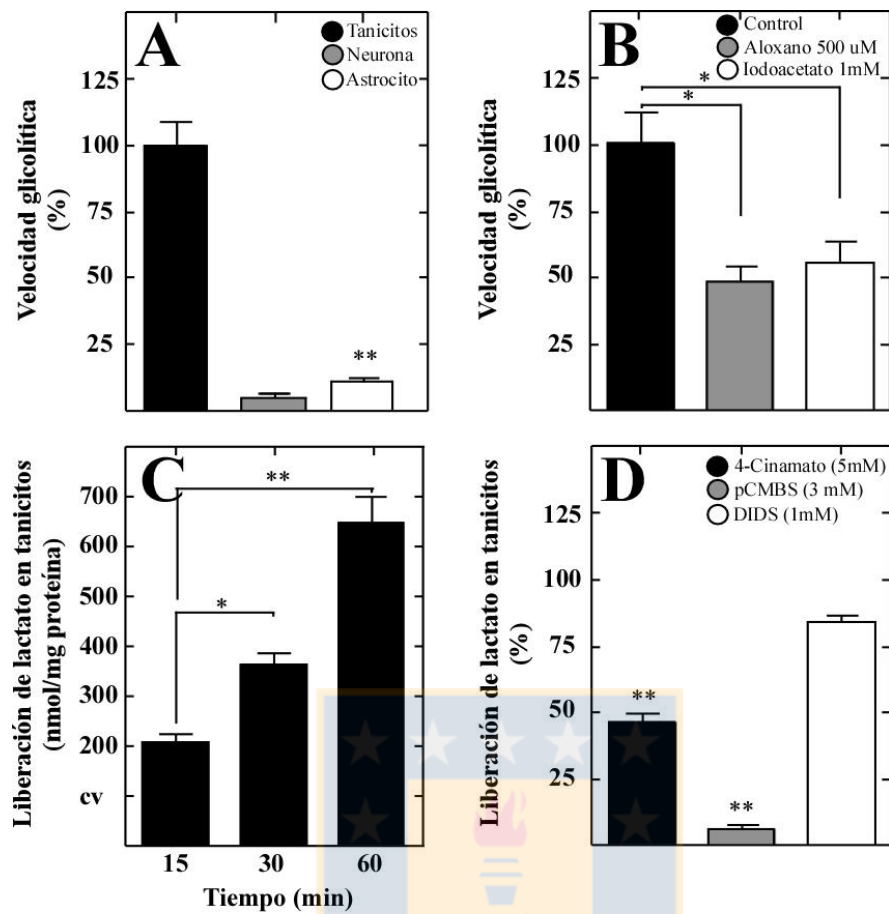 A
Tanicitos
Neurona
Astrocito
125
100
75
50
25
Velocidad glicolítica
(%)
**
B
Control
Aloxano 500 uM
Iodoacetato 1mM
125
100
75
50
25
Velocidad glicolítica
(%)
*
*
C
700
600
500
400
300
200
cv
Liberación de lactato en tanicitos
(nmol/mg proteína)
**
*
15 30 60
Tiempo (min)
D
4-Cinamato (5mM)
pCMBS (3 mM)
DIDS (1mM)
125
100
75
50
25
Liberación de lactato en tanicitos
(%)
**
**